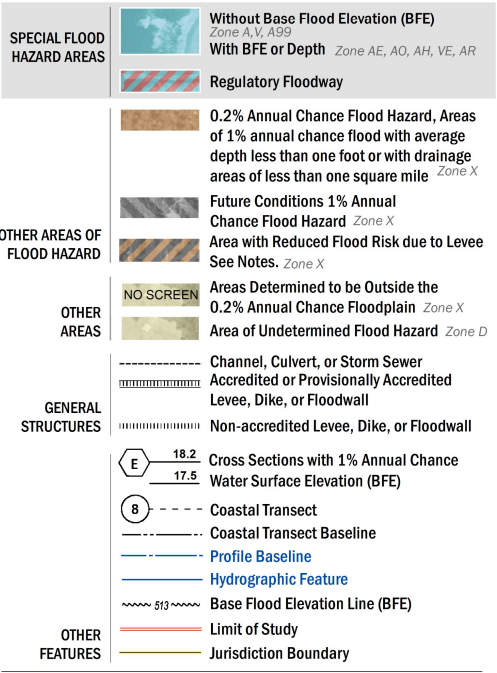 SPECIAL FLOOD
HAZARD AREAS
Without Base Flood Elevation (BFE)
Zone A,V, A99
With BFE or Depth Zone AE, AO, AH, VE, AR
Regulatory Floodway
OTHER AREAS OF
FLOOD HAZARD
0.2% Annual Chance Flood Hazard, Areas
of 1% annual chance flood with average
depth less than one foot or with drainage
areas of less than one square mile Zone X
Future Conditions 1% Annual
Chance Flood Hazard Zone X
Area with Reduced Flood Risk due to Levee
See Notes. Zone X
OTHER
AREAS
NO SCREEN
Areas Determined to be Outside the
0.2% Annual Chance Floodplain Zone X
Area of Undetermined Flood Hazard Zone D
GENERAL
STRUCTURES
Channel, Culvert, or Storm Sewer
Accredited or Provisionally Accredited
Levee, Dike, or Floodwall
Non-accredited Levee, Dike, or Floodwall
OTHER
FEATURES
E 18.2
17.5
Cross Sections with 1% Annual Chance
Water Surface Elevation (BFE)
8 Coastal Transect
Coastal Transect Baseline
Profile Baseline
Hydrographic Feature
513 Base Flood Elevation Line (BFE)
Limit of Study
Jurisdiction Boundary